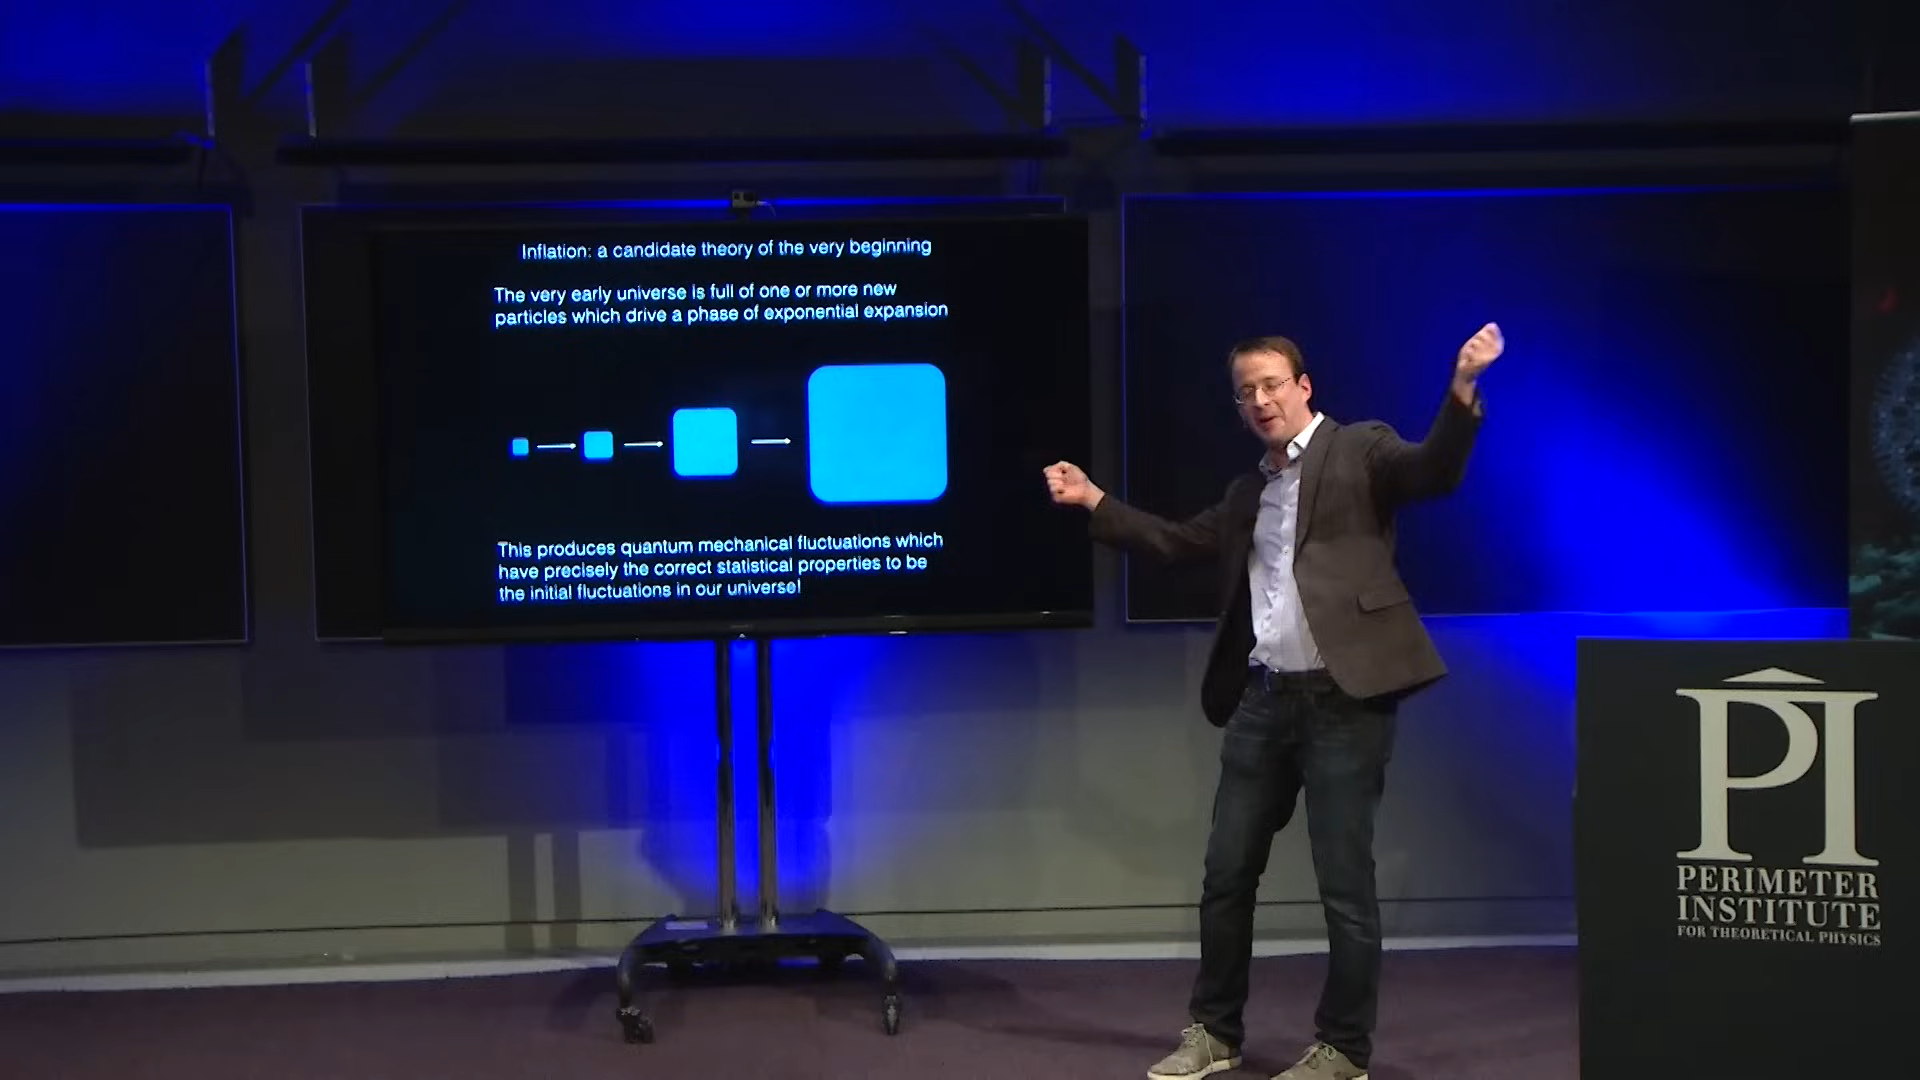 Inflation: a candidate theory of the very beginning
The very early universe is full of one or more new
particles which drive a phase of exponential expansion
This produces quantum mechanical fluctuations which
have precisely the correct statistical properties to be
the initial fluctuations in our universe!
PI
PERIMETER
INSTITUTE
FOR THEORETICAL PHYSICS